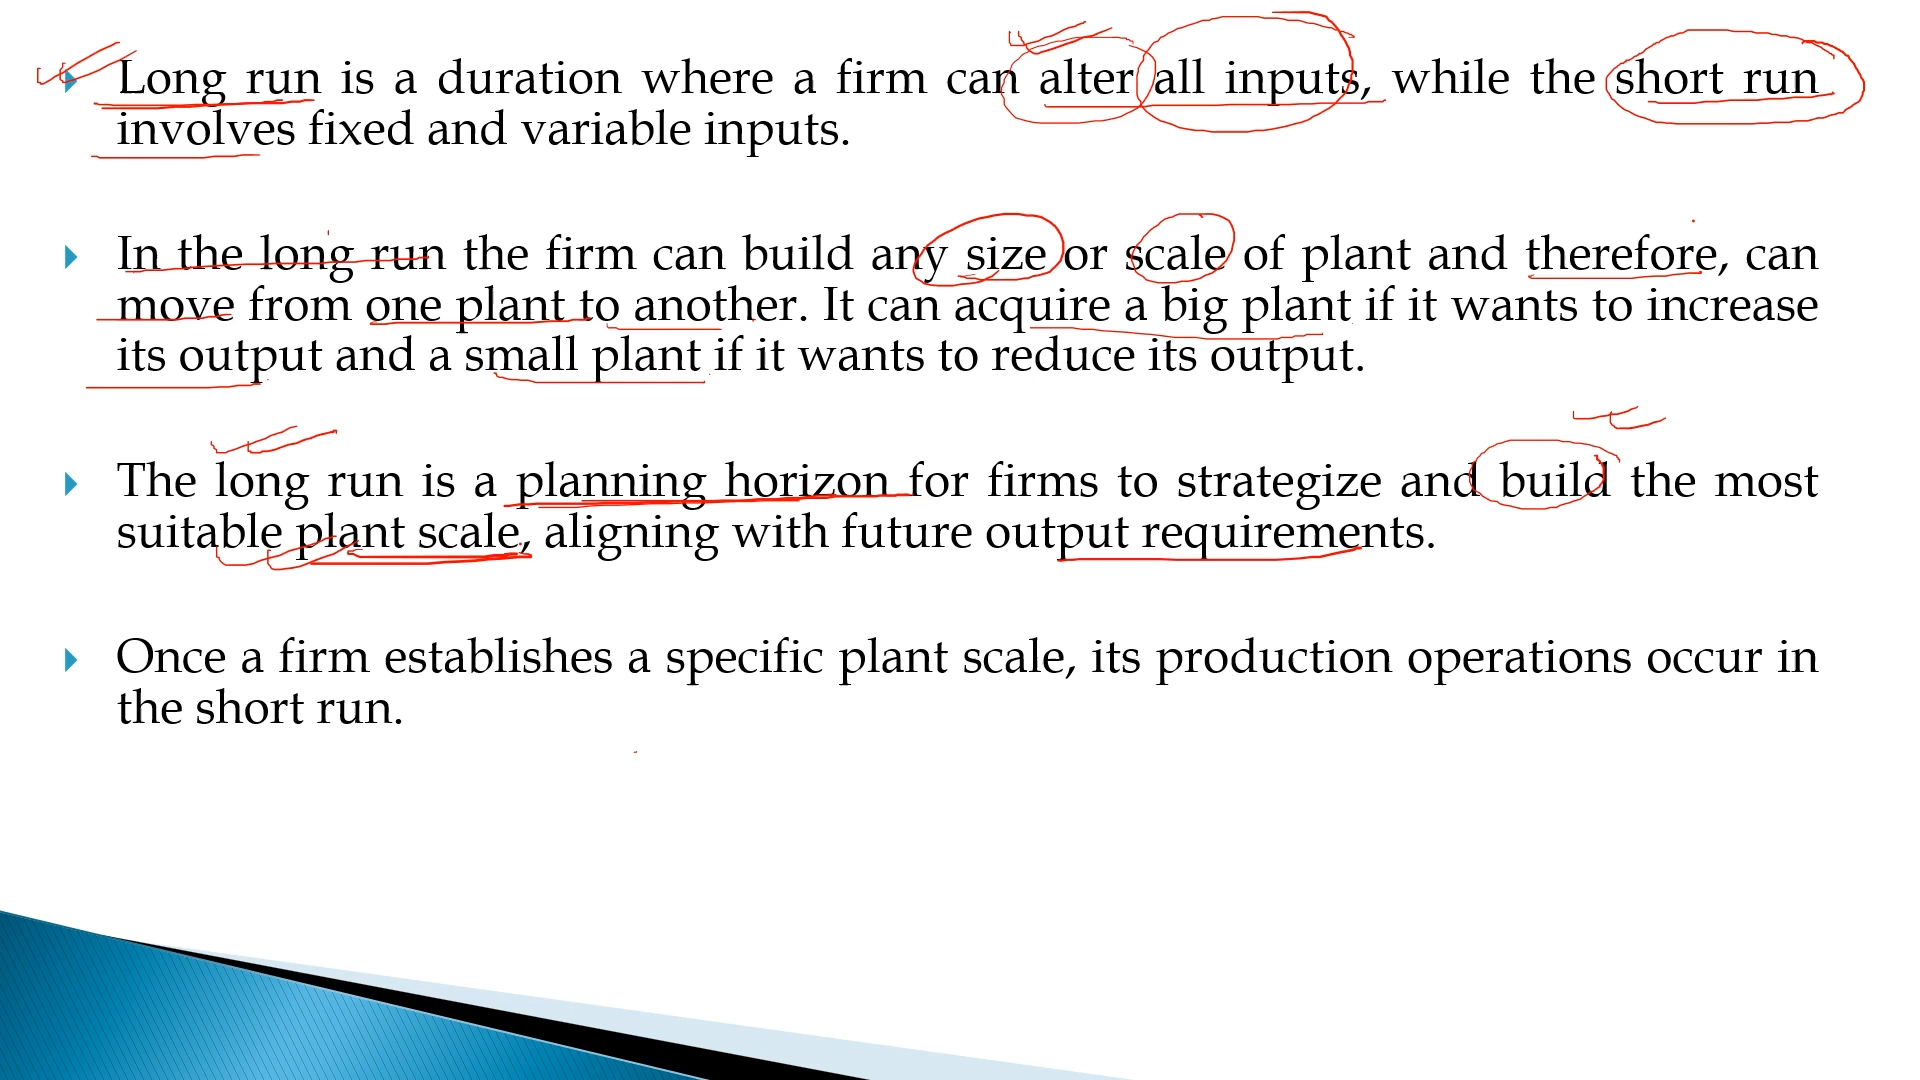 Long run is a duration where a firm can alter all inputs, while the short run
involves fixed and variable inputs.
In the long run the firm can build any size or scale of plant and therefore, can
move from one plant to another. It can acquire a big plant if it wants to increase
its output and a small plant if it wants to reduce its output.
The long run is a planning horizon for firms to strategize and build the most
suitable plant scale, aligning with future output requirements.
Once a firm establishes a specific plant scale, its production operations occur in
the short run.